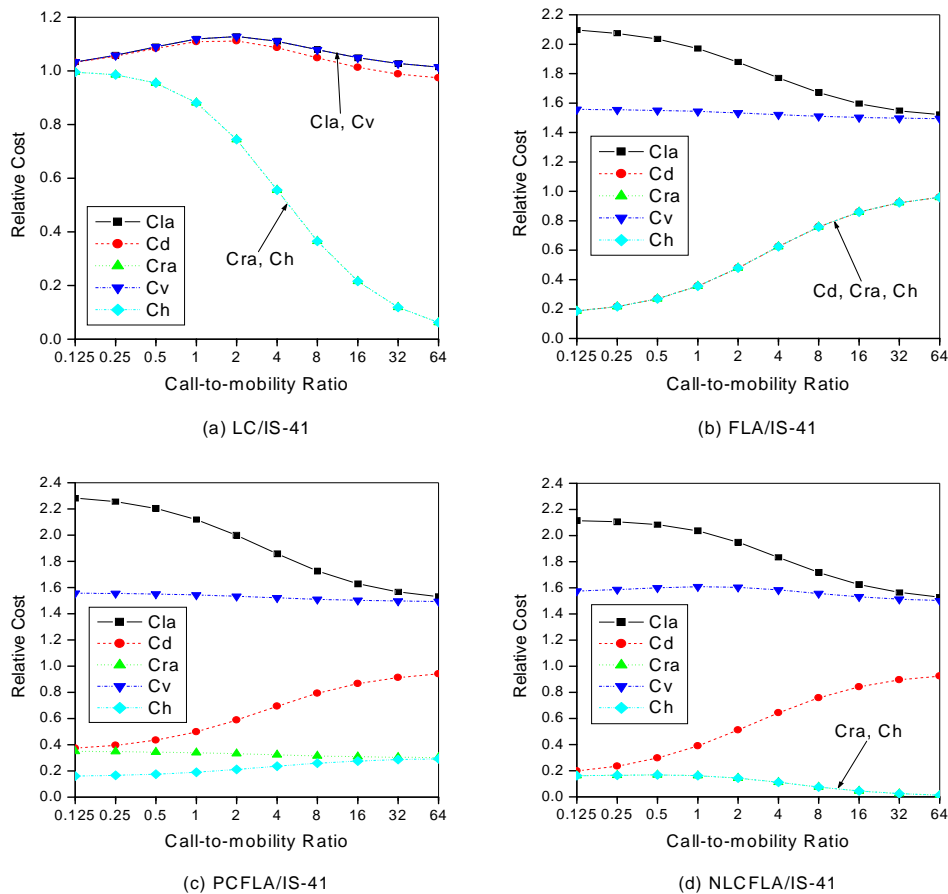 1.2
1.0
0.8
0.6
0.4
0.2
0.0
Relative Cost
Cla, Cv
Cra, Ch
Cla
Cd
Cra
Cv
Ch
0.125 0.25 0.5 1 2 4 8 16 32 64
Call-to-mobility Ratio
(a) LC/IS-41
2.2
2.0
1.8
1.6
1.4
1.2
1.0
0.8
0.6
0.4
0.2
0.0
Relative Cost
Cla
Cd
Cra
Cv
Ch
Cd, Cra, Ch
0.125 0.25 0.5 1 2 4 8 16 32 64
Call-to-mobility Ratio
(b) FLA/IS-41
2.4
2.2
2.0
1.8
1.6
1.4
1.2
1.0
0.8
0.6
0.4
0.2
0.0
Relative Cost
Cla
Cd
Cra
Cv
Ch
0.125 0.25 0.5 1 2 4 8 16 32 64
Call-to-mobility Ratio
(c) PCFLA/IS-41
2.4
2.2
2.0
1.8
1.6
1.4
1.2
1.0
0.8
0.6
0.4
0.2
0.0
Relative Cost
Cla
Cd
Cra
Cv
Ch
Cra, Ch
0.125 0.25 0.5 1 2 4 8 16 32 64
Call-to-mobility Ratio
(d) NLCFLA/IS-41